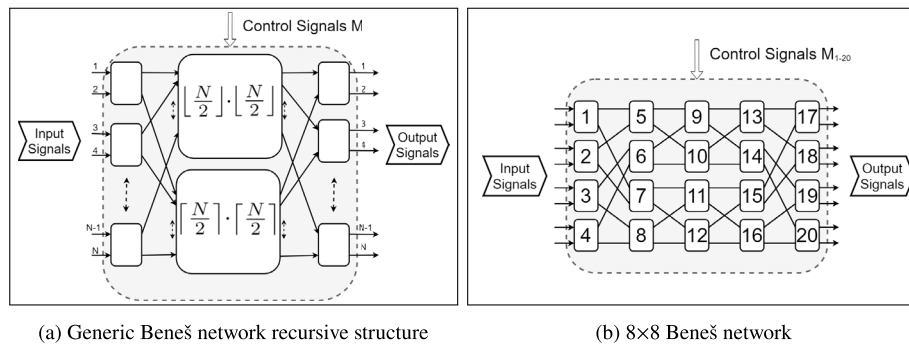 Control Signals M
1
2
3
4
N-1
N
Input
Signals
⌊N/2⌋·⌊N/2⌋
⌈N/2⌉·⌈N/2⌉
1
2
3
4
N-1
N
Output
Signals
(a) Generic Beneš network recursive structure
Control Signals M₁₋₂₀
Input
Signals
1 5 9 13 17
2 6 10 14 18
3 7 11 15 19
4 8 12 16 20
Output
Signals
(b) 8×8 Beneš network